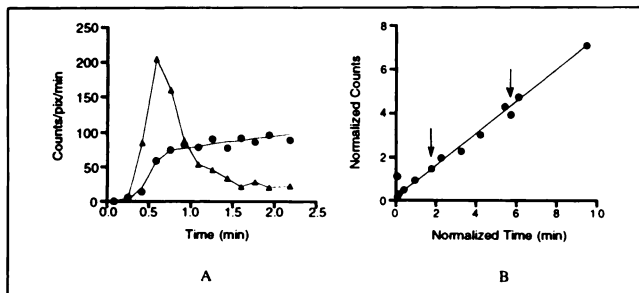 Counts/pix/min
250
200
150
100
50
0
0.0 0.5 1.0 1.5 2.0 2.5
Time (min)
A
Normalized Counts
8
6
4
2
0
0 2 4 6 8 10
Normalized Time (min)
B